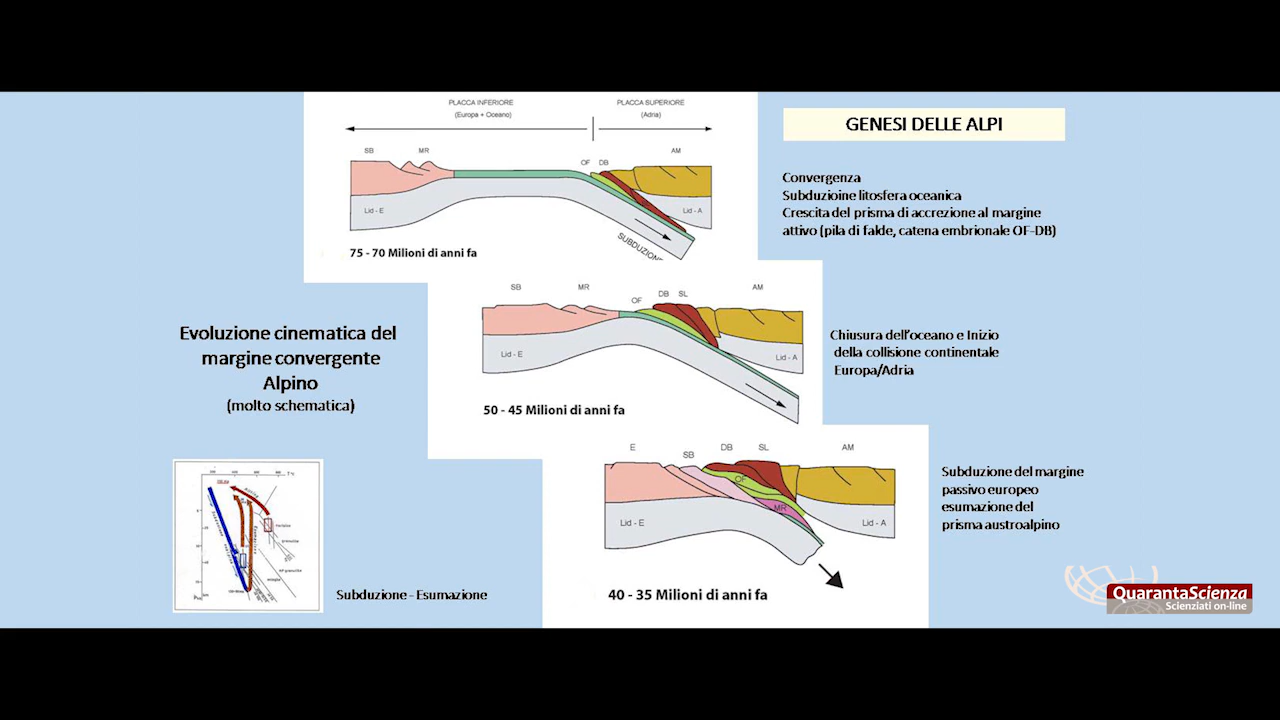 PLACCA INFERIORE
(Europa + Oceano)
PLACCA SUPERIORE
(Adria)
GENESI DELLE ALPI
SB
MR
OF
DB
AM
Lid - E
Lid - A
SUBDUZIONE
75 - 70 Milioni di anni fa
Convergenza
Subduzioine litosfera oceanica
Crescita del prisma di accrezione al margine
attivo (pila di falde, catena embrionale OF-DB)
Evoluzione cinematica del
margine convergente
Alpino
(molto schematica)
SB
MR
OF
DB
SL
AM
Lid - E
Lid - A
50 - 45 Milioni di anni fa
Chiusura dell'oceano e Inizio
della collisione continentale
Europa/Adria
E
SB
DB
SL
AM
OF
MR
Lid - E
Lid - A
40 - 35 Milioni di anni fa
Subduzione del margine
passivo europeo
esumazione del
prisma austroalpino
Subduzione - Esumazione
QuarantaScienza
Scienziati on-line